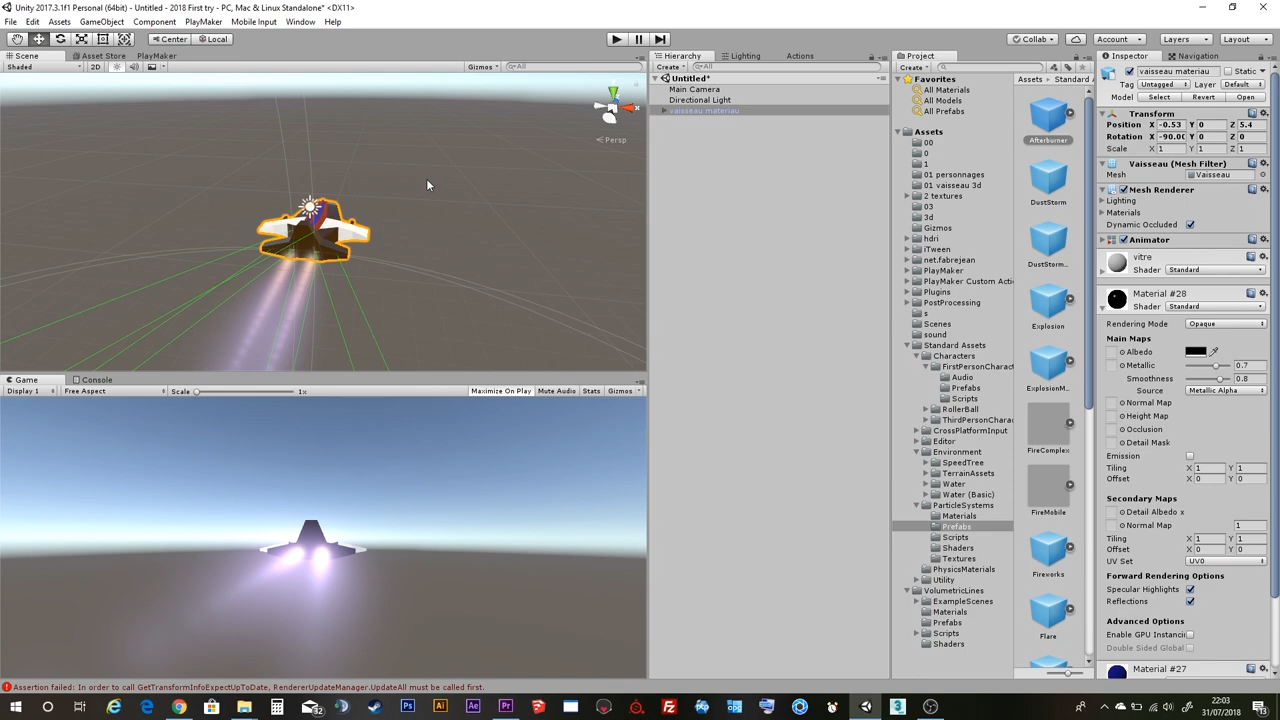 Unity 2017.3.1f1 Personal (64bit) - Untitled - 2018 First try - PC, Mac & Linux Standalone* <DX11>
File Edit Assets GameObject Component PlayMaker Mobile Input Window Help
Center Local
Collab Account Layers Layout
Scene Asset Store PlayMaker
Shaded 2D Gizmos All
Persp
Game Console
Display 1 Free Aspect Scale 1x Maximize On Play Mute Audio Stats Gizmos
Hierarchy Lighting Actions
Create All
Untitled*
Main Camera
Directional Light
vaisseau materiau
Project
Create
Favorites
All Materials
All Models
All Prefabs
Assets
00
0
1
01 personnages
01 vaisseau 3d
2 textures
03
3d
Gizmos
hdri
iTween
net.fabrejean
PlayMaker
PlayMaker Custom Acti
Plugins
PostProcessing
s
Scenes
sound
Standard Assets
Characters
FirstPersonCharact
Audio
Prefabs
Scripts
RollerBall
ThirdPersonChara
CrossPlatformInput
Editor
Environment
SpeedTree
TerrainAssets
Water
Water (Basic)
ParticleSystems
Materials
Prefabs
Scripts
Shaders
Textures
PhysicsMaterials
Utility
VolumetricLines
ExampleScenes
Materials
Prefabs
Scripts
Shaders
Assets Standard
Afterburner
DustStorm
DustStorm...
Explosion
ExplosionM...
FireComplex
FireMobile
Fireworks
Flare
Inspector Navigation
vaisseau materiau Static
Tag Untagged Layer Default
Model Select Revert Open
Transform
Position X -0.53 Y 0 Z 5.4
Rotation X -90.00 Y 0 Z 0
Scale X 1 Y 1 Z 1
Vaisseau (Mesh Filter)
Mesh Vaisseau
Mesh Renderer
Lighting
Materials
Dynamic Occluded
Animator
vitre
Shader Standard
Material #28
Shader Standard
Rendering Mode Opaque
Main Maps
Albedo
Metallic 0.7
Smoothness 0.8
Source Metallic Alpha
Normal Map
Height Map
Occlusion
Detail Mask
Emission
Tiling X 1 Y 1
Offset X 0 Y 0
Secondary Maps
Detail Albedo x
Normal Map 1
Tiling X 1 Y 1
Offset X 0 Y 0
UV Set UV0
Forward Rendering Options
Specular Highlights
Reflections
Advanced Options
Enable GPU Instancin
Double Sided Global
Material #27
Assertion failed: In order to call GetTransformInfoExpectUpToDate, RendererUpdateManager.UpdateAll must be called first.
22:03
31/07/2018